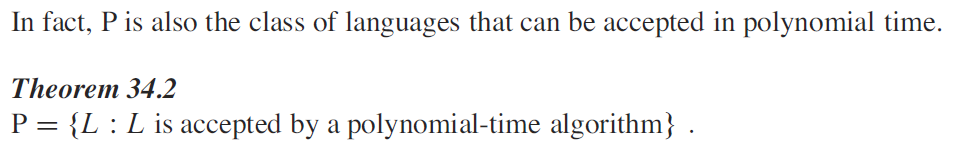 In fact, P is also the class of languages that can be accepted in polynomial time.
Theorem 34.2
P = {L : L is accepted by a polynomial-time algorithm} .